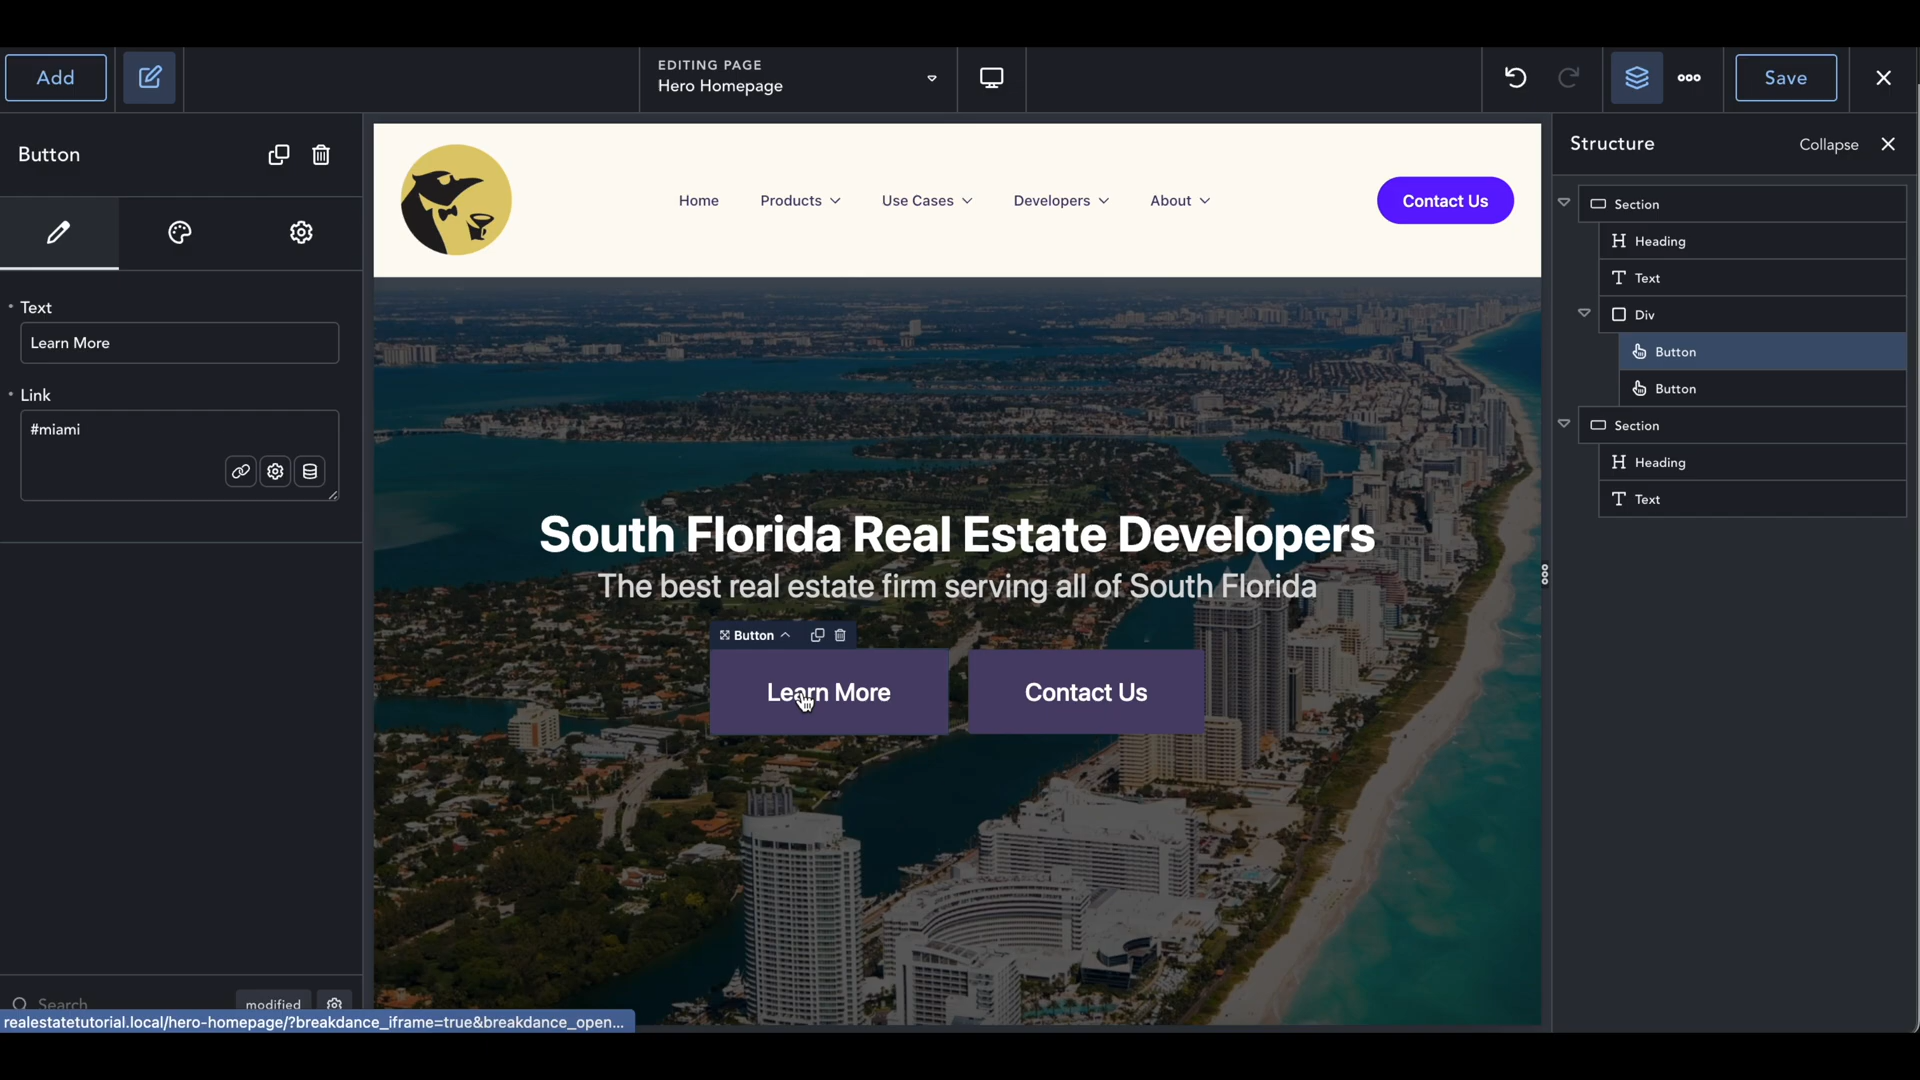 Add
EDITING PAGE
Hero Homepage
Save
Button
Structure
Collapse
Text
Learn More
Link
#miami
Home
Products
Use Cases
Developers
About
Contact Us
South Florida Real Estate Developers
The best real estate firm serving all of South Florida
Button
Learn More
Contact Us
Section
Heading
Text
Div
Button
Button
Section
Heading
Text
Search
modified
realestatetutorial.local/hero-homepage/?breakdance_iframe=true&breakdance_open...